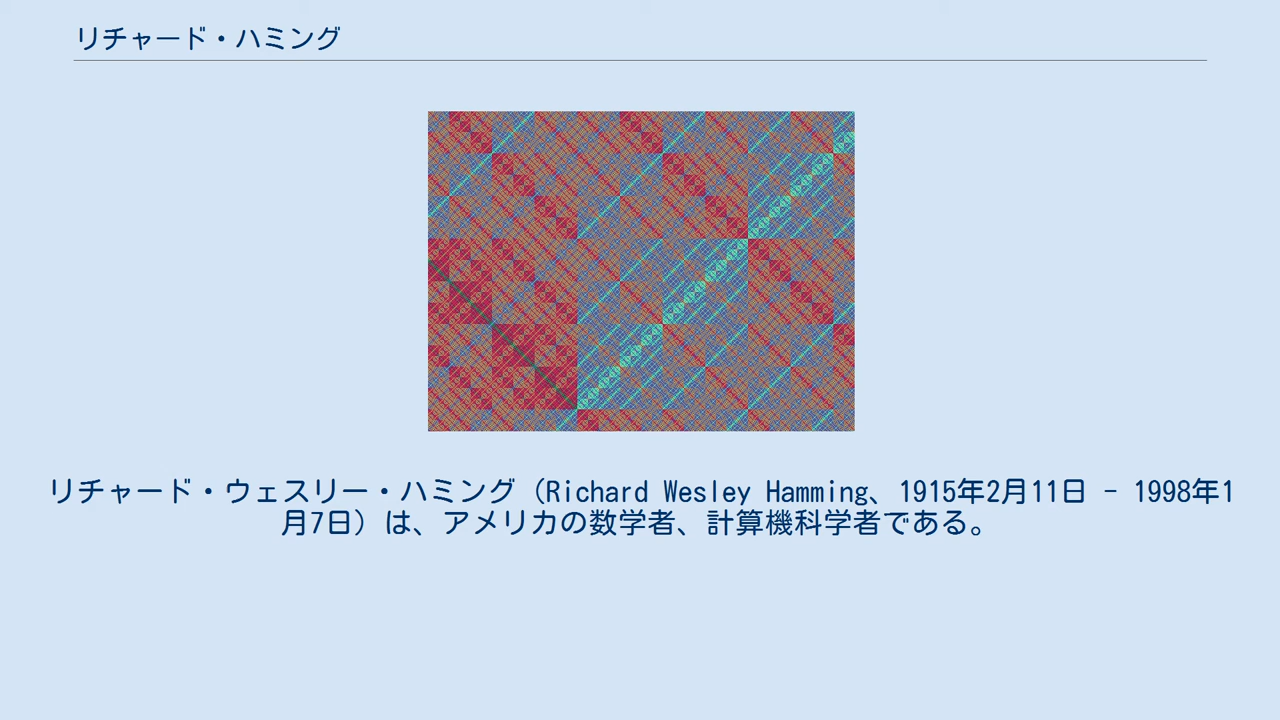 リチャード・ハミング
リチャード・ウェスリー・ハミング（Richard Wesley Hamming、1915年2月11日 - 1998年1
月7日）は、アメリカの数学者、計算機科学者である。